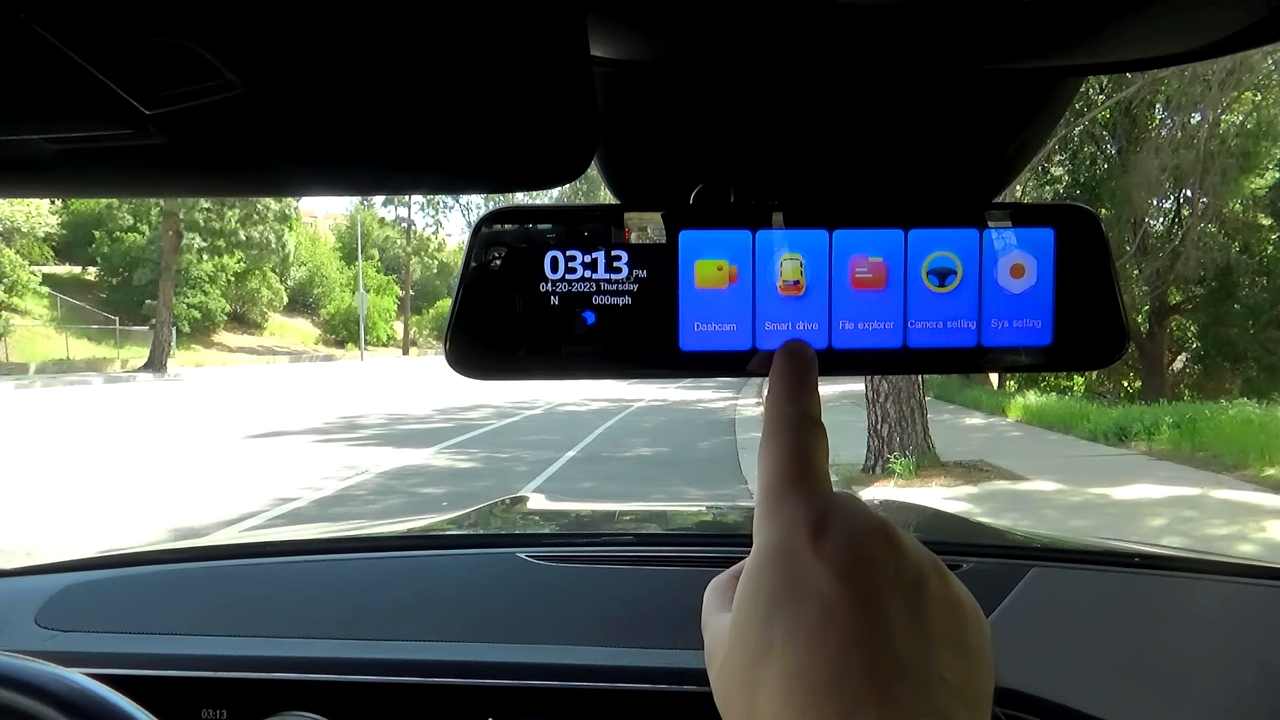 03:13 PM
04-20-2023 Thursday
N 000mph
Dashcam
Smart drive
File explorer
Camera setting
Sys setting
03:13